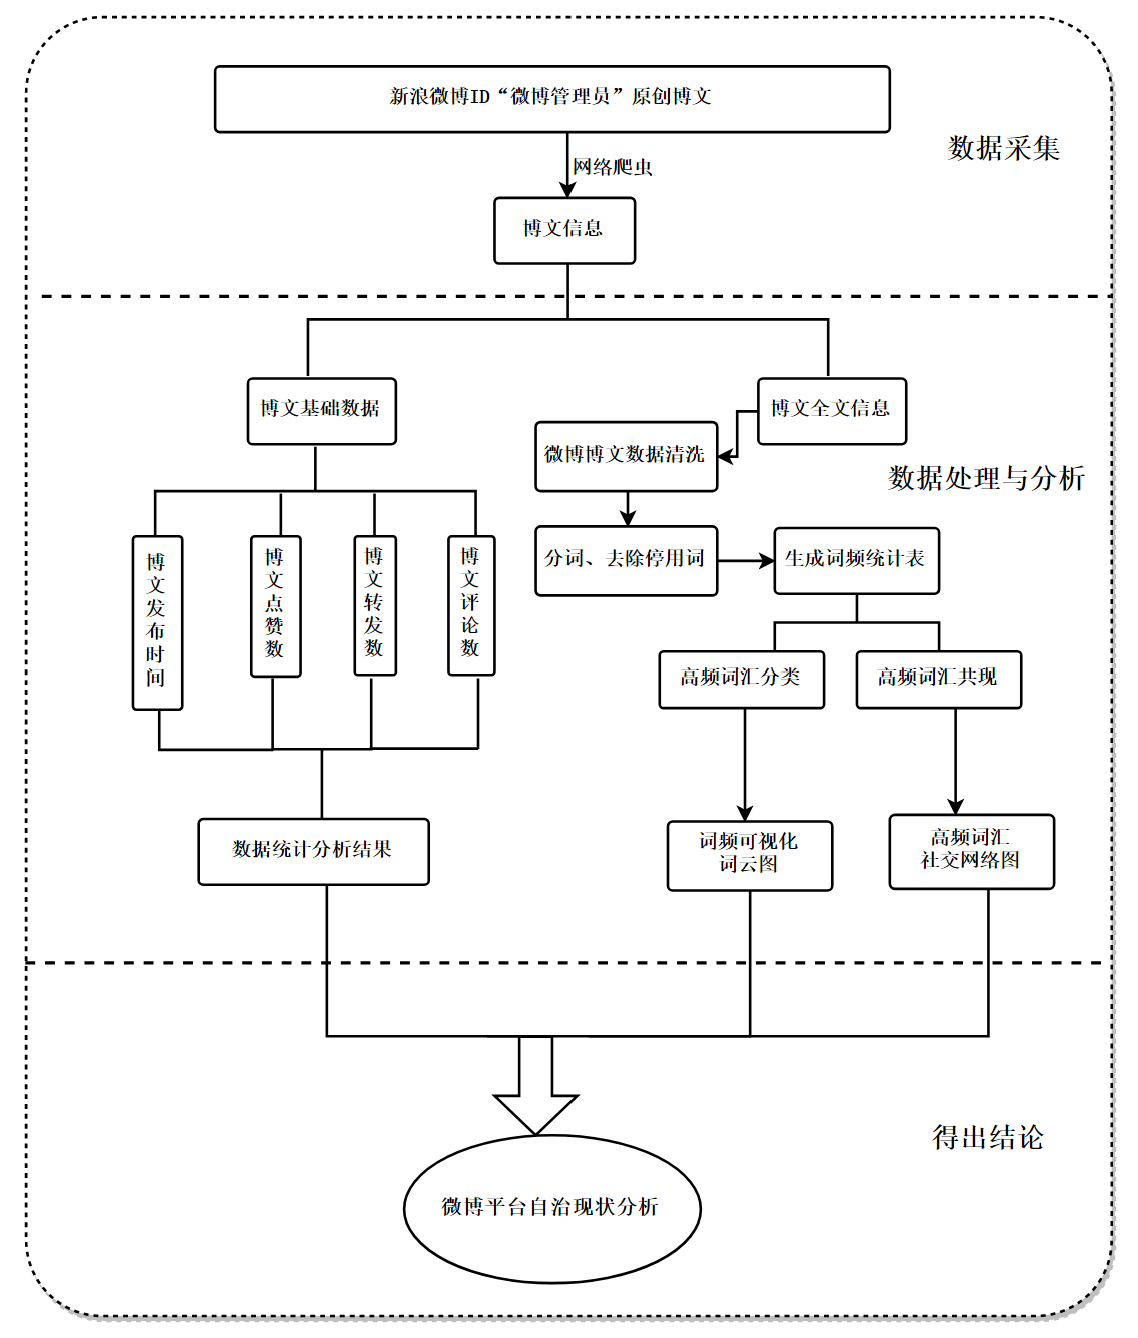 新浪微博ID“微博管理员”原创博文
数据采集
网络爬虫
博文信息
博文基础数据
博文全文信息
微博博文数据清洗
数据处理与分析
分词、去除停用词
生成词频统计表
博文发布时间
博文点赞数
博文转发数
博文评论数
高频词汇分类
高频词汇共现
数据统计分析结果
词频可视化
词云图
高频词汇
社交网络图
得出结论
微博平台自治现状分析